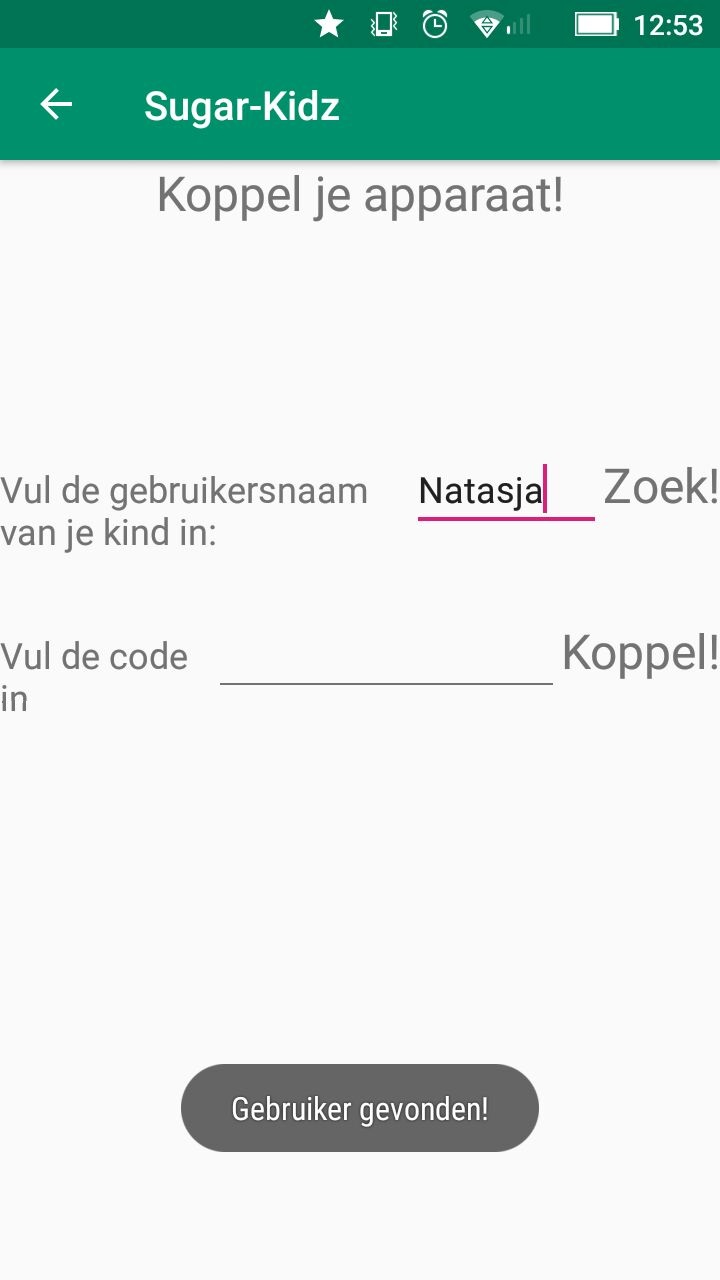 12:53
Sugar-Kidz
Koppel je apparaat!
Vul de gebruikersnaam
van je kind in:
Natasja
Zoek!
Vul de code
in
Koppel!
Gebruiker gevonden!